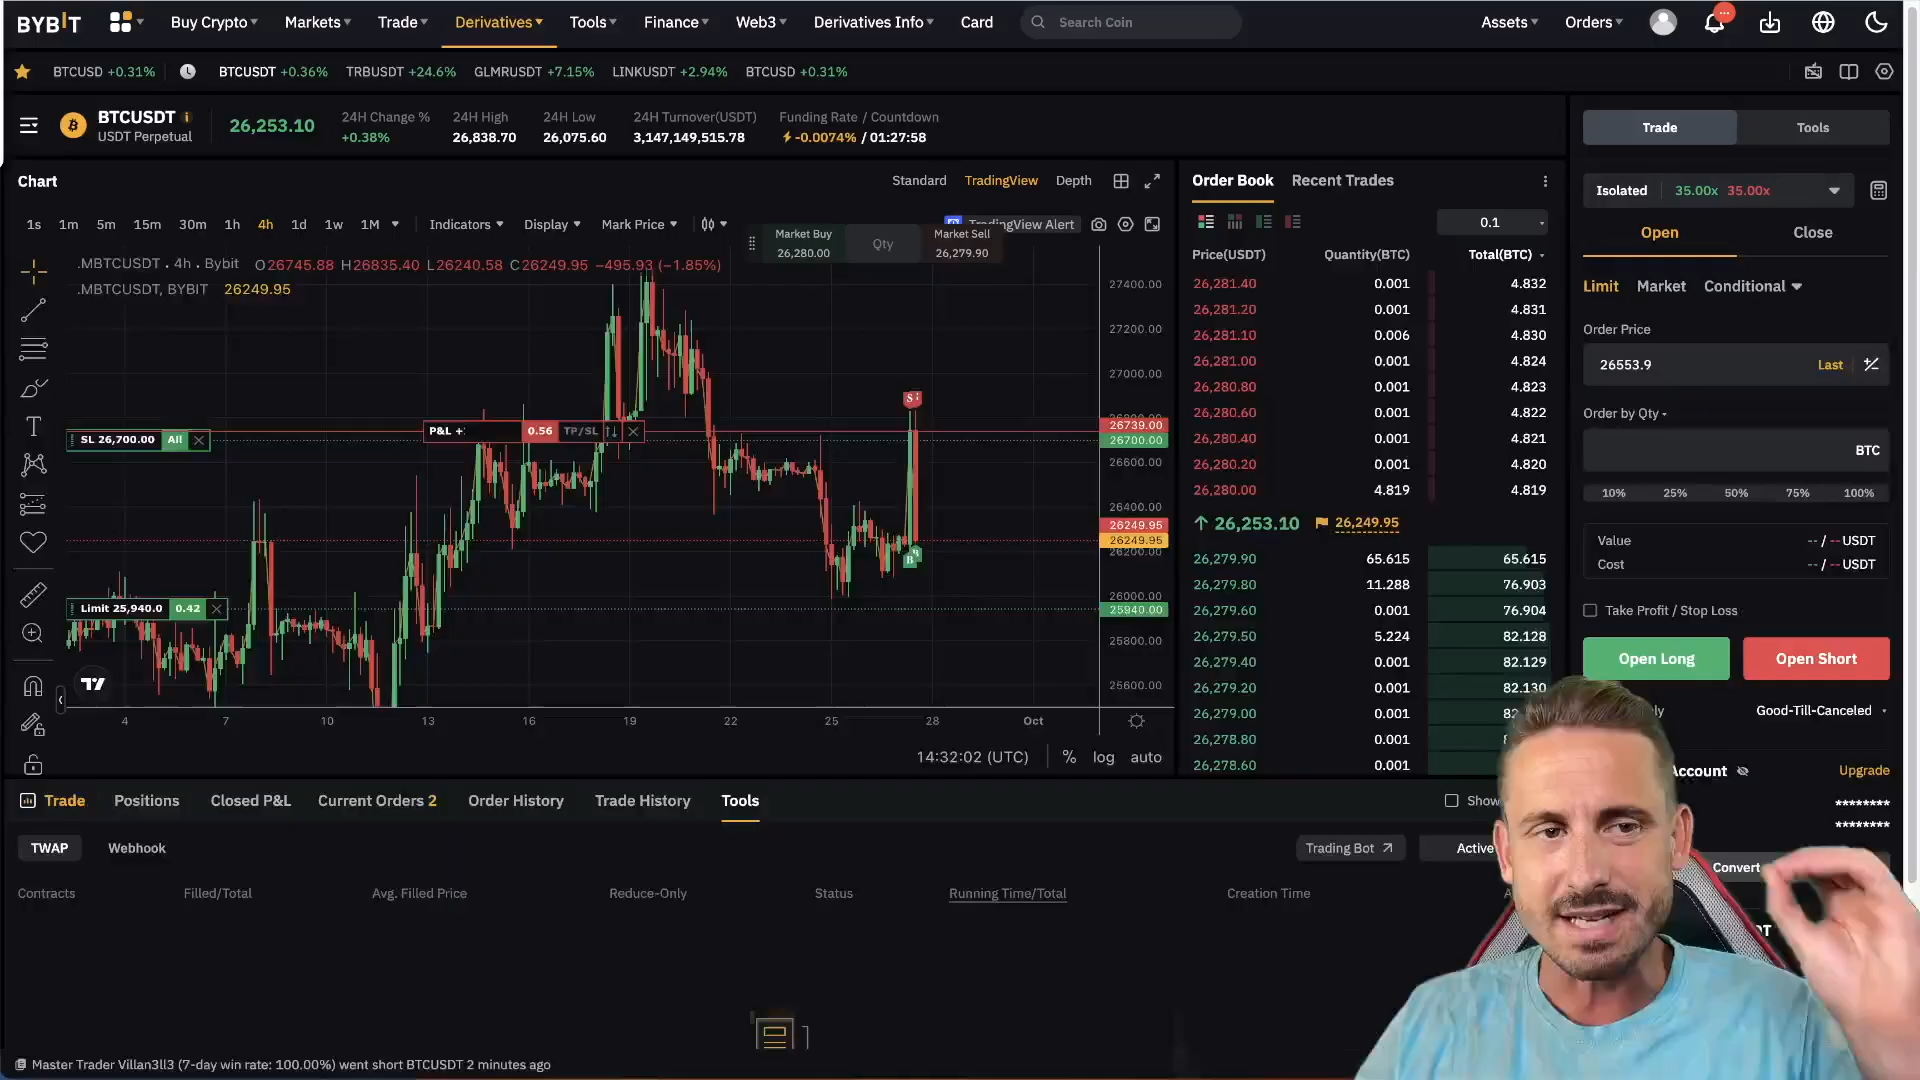 BYBIT
Buy Crypto
Markets
Trade
Derivatives
Tools
Finance
Web3
Derivatives Info
Card
Search Coin
Assets
Orders
BTCUSD +0.31%
BTCUSDT +0.36%
TRBUSDT +24.6%
GLMRUSDT +7.15%
LINKUSDT +2.94%
BTCUSD +0.31%
BTCUSDT
USDT Perpetual
26,253.10
24H Change %
+0.38%
24H High
26,838.70
24H Low
26,075.60
24H Turnover(USDT)
3,147,149,515.78
Funding Rate / Countdown
-0.0074% / 01:27:58
Trade
Tools
Chart
Standard
TradingView
Depth
1s
1m
5m
15m
30m
1h
4h
1d
1w
1M
Indicators
Display
Mark Price
TradingView Alert
Market Buy
26,280.00
Qty
Market Sell
26,279.90
.MBTCUSDT · 4h · Bybit
O26745.88 H26835.40 L26240.58 C26249.95 −495.93 (−1.85%)
.MBTCUSDT, BYBIT 26249.95
SL 26,700.00 All
P&L +
0.56
TP/SL
S
B
B
Limit 25,940.0 0.42
27400.00
27200.00
27000.00
26800.00
26739.00
26700.00
26600.00
26400.00
26249.95
26249.95
26200.00
26000.00
25940.00
25800.00
25600.00
4
7
10
13
16
19
22
25
28
Oct
14:32:02 (UTC)
%
log
auto
Order Book
Recent Trades
0.1
Price(USDT) Quantity(BTC) Total(BTC)
26,281.40 0.001 4.832
26,281.20 0.001 4.831
26,281.10 0.006 4.830
26,281.00 0.001 4.824
26,280.80 0.001 4.823
26,280.60 0.001 4.822
26,280.40 0.001 4.821
26,280.20 0.001 4.820
26,280.00 4.819 4.819
26,253.10 26,249.95
26,279.90 65.615 65.615
26,279.80 11.288 76.903
26,279.60 0.001 76.904
26,279.50 5.224 82.128
26,279.40 0.001 82.129
26,279.20 0.001 82.130
26,279.00 0.001
26,278.80 0.001
26,278.60 0.001
Isolated 35.00x 35.00x
Open
Close
Limit
Market
Conditional
Order Price
26553.9
Last
Order by Qty
BTC
10% 25% 50% 75% 100%
Value -- / -- USDT
Cost -- / -- USDT
Take Profit / Stop Loss
Open Long
Open Short
Good-Till-Canceled
Account
Upgrade
********
********
Convert
Trade
Positions
Closed P&L
Current Orders 2
Order History
Trade History
Tools
Show
TWAP
Webhook
Trading Bot
Active
Contracts
Filled/Total
Avg. Filled Price
Reduce-Only
Status
Running Time/Total
Creation Time
Master Trader Villan3ll3 (7-day win rate: 100.00%) went short BTCUSDT 2 minutes ago